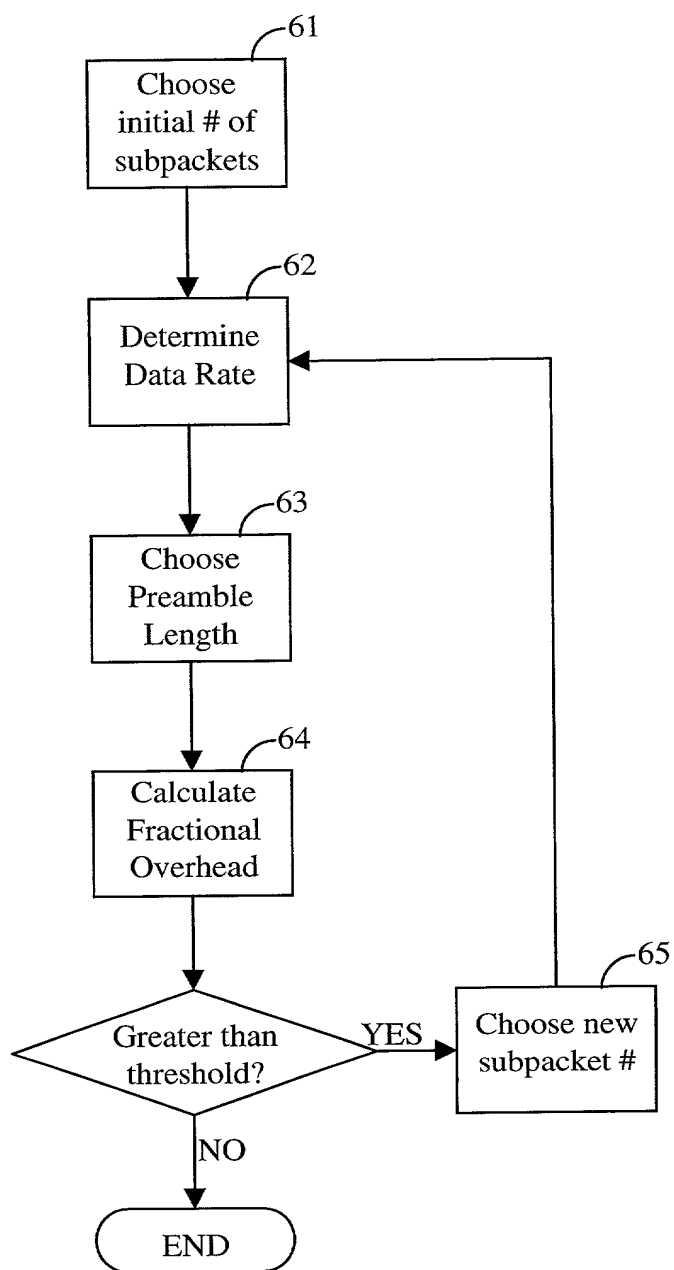 61
Choose
initial # of
subpackets
62
Determine
Data Rate
63
Choose
Preamble
Length
64
Calculate
Fractional
Overhead
65
Greater than
threshold?
YES
Choose new
subpacket #
NO
END